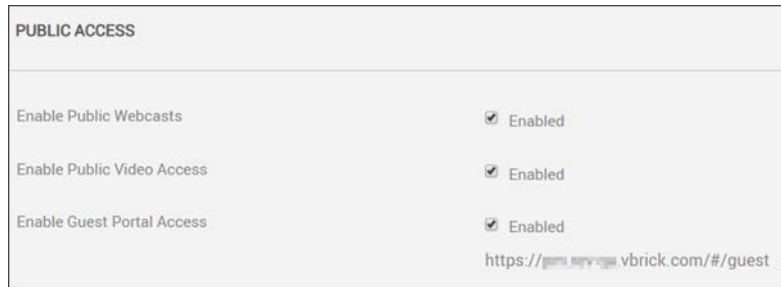 PUBLIC ACCESS
Enable Public Webcasts Enabled
Enable Public Video Access Enabled
Enable Guest Portal Access Enabled
https:// .vbrick.com/#/guest